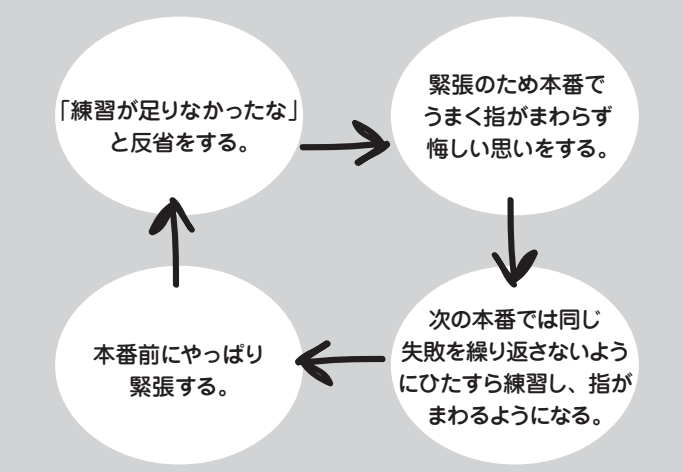 「練習が足りなかったな」
と反省をする。
緊張のため本番で
うまく指がまわらず
悔しい思いをする。
次の本番では同じ
失敗を繰り返さないよう
にひたすら練習し、指が
まわるようになる。
本番前にやっぱり
緊張する。